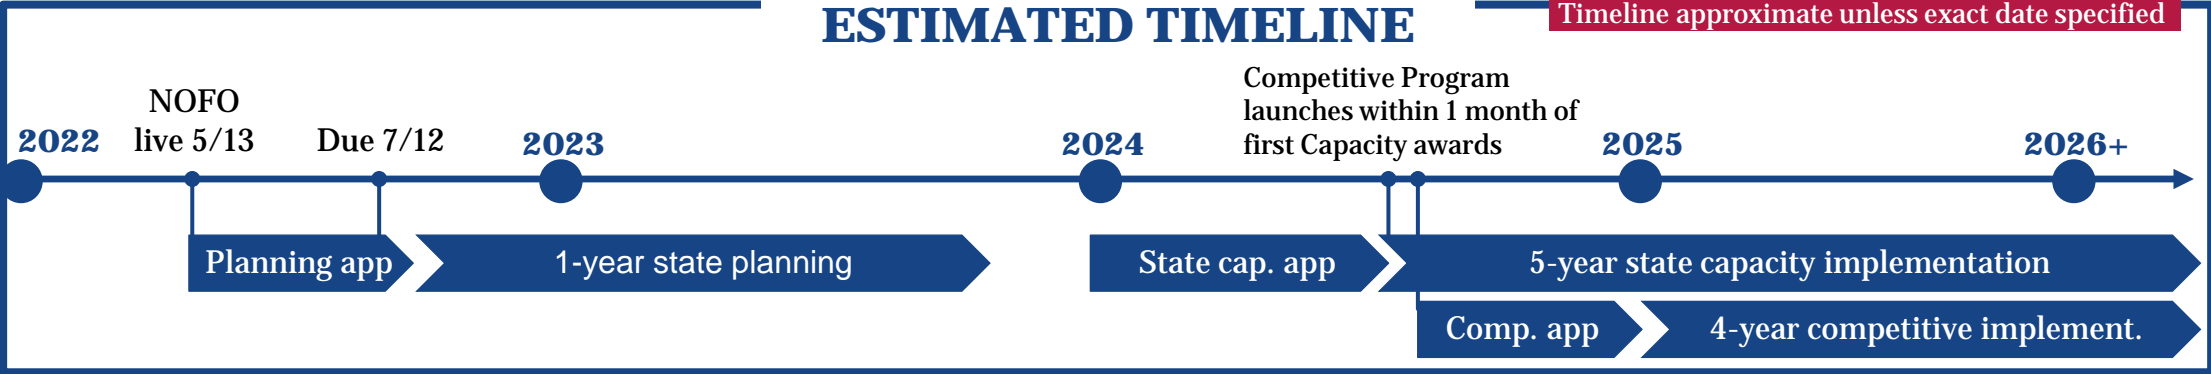 ESTIMATED TIMELINE
Timeline approximate unless exact date specified
2022
NOFO
live 5/13
Due 7/12
2023
2024
Competitive Program
launches within 1 month of
first Capacity awards
2025
2026+
Planning app
1-year state planning
State cap. app
5-year state capacity implementation
Comp. app
4-year competitive implement.